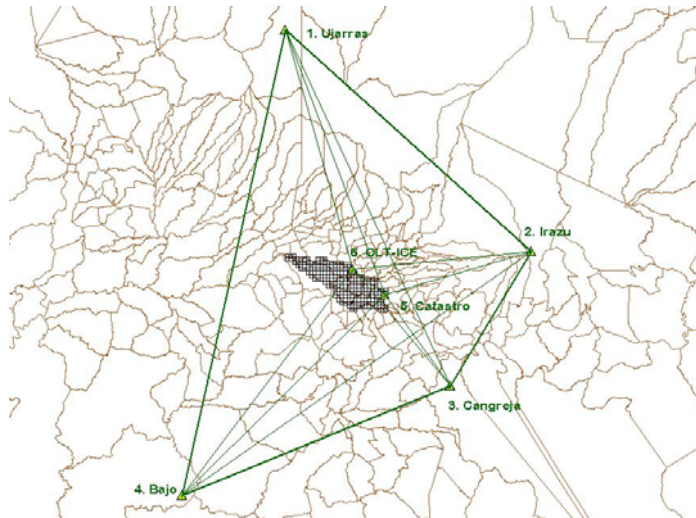 1. Ujarras
2. Irazu
6. OLT-ICE
5. Catastro
3. Cangreja
4. Bajo